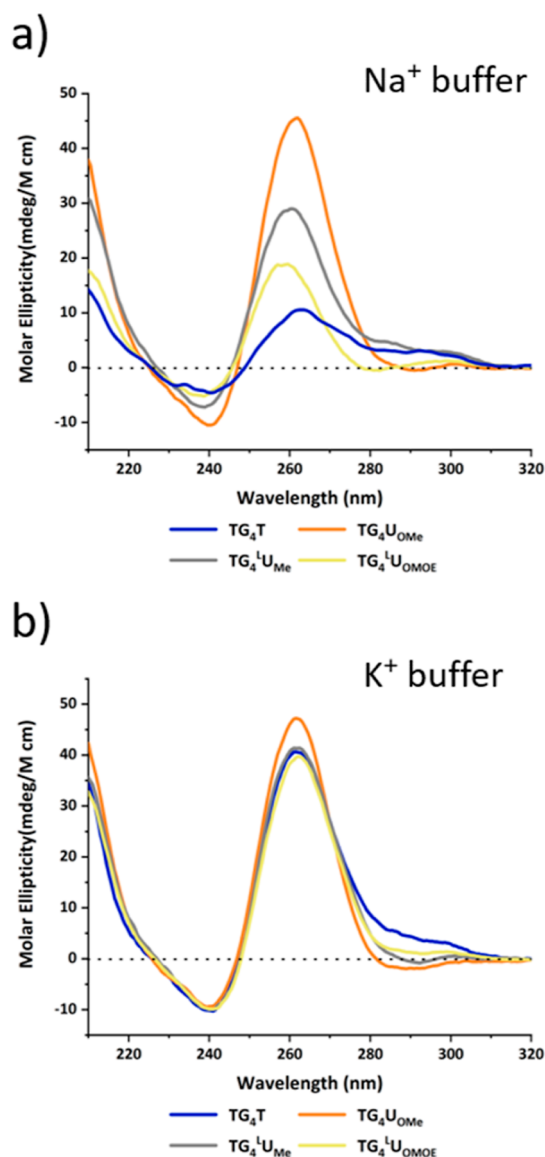 a)
Na⁺ buffer
50
40
30
20
10
0
-10
Molar Ellipticity(mdeg/M cm)
220 240 260 280 300 320
Wavelength (nm)
TG₄T TG₄U_OMe
TG₄ᴸU_Me TG₄ᴸU_OMOE
b)
K⁺ buffer
50
40
30
20
10
0
-10
Molar Ellipticity(mdeg/M cm)
220 240 260 280 300 320
Wavelength (nm)
TG₄T TG₄U_OMe
TG₄ᴸU_Me TG₄ᴸU_OMOE